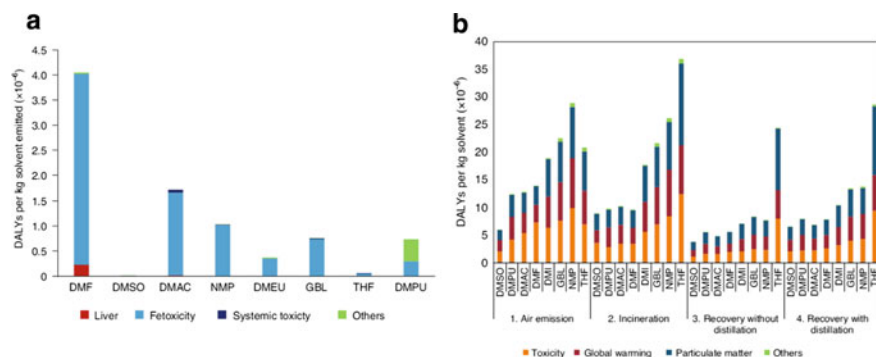 a
DALYs per kg solvent emitted (×10⁻⁶)
4.5
4.0
3.5
3.0
2.5
2.0
1.5
1.0
0.5
0
DMF DMSO DMAC NMP DMEU GBL THF DMPU
Liver Fetoxicity Systemic toxicty Others
b
DALYs per kg solvent (×10⁻⁶)
40
35
30
25
20
15
10
5
0
DMSO DMPU DMAC DMF DMI GBL NMP THF DMSO DMPU DMAC DMF DMI GBL NMP THF DMSO DMPU DMAC DMF DMI GBL NMP THF DMSO DMPU DMAC DMF DMI GBL NMP THF
1. Air emission 2. Incineration 3. Recovery without distillation 4. Recovery with distillation
Toxicity Global warming Particulate matter Others